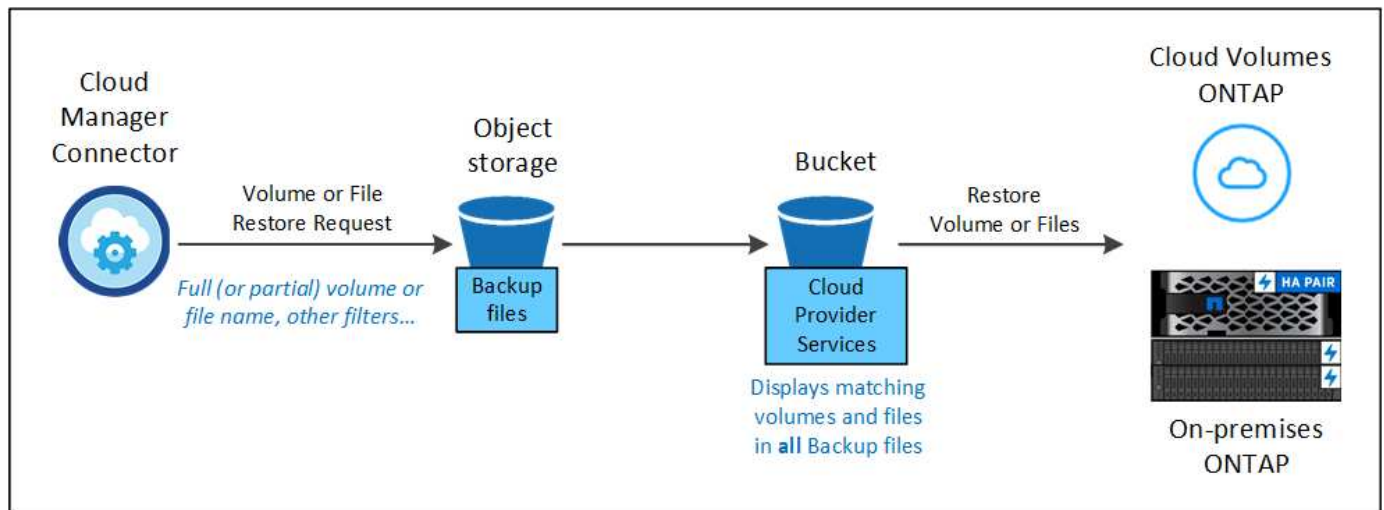 Cloud
Manager
Connector
Volume or File
Restore Request
Full (or partial) volume or
file name, other filters...
Object
storage
Backup
files
Bucket
Cloud
Provider
Services
Displays matching
volumes and files
in all Backup files
Restore
Volume or Files
Cloud Volumes
ONTAP
HA PAIR
On-premises
ONTAP